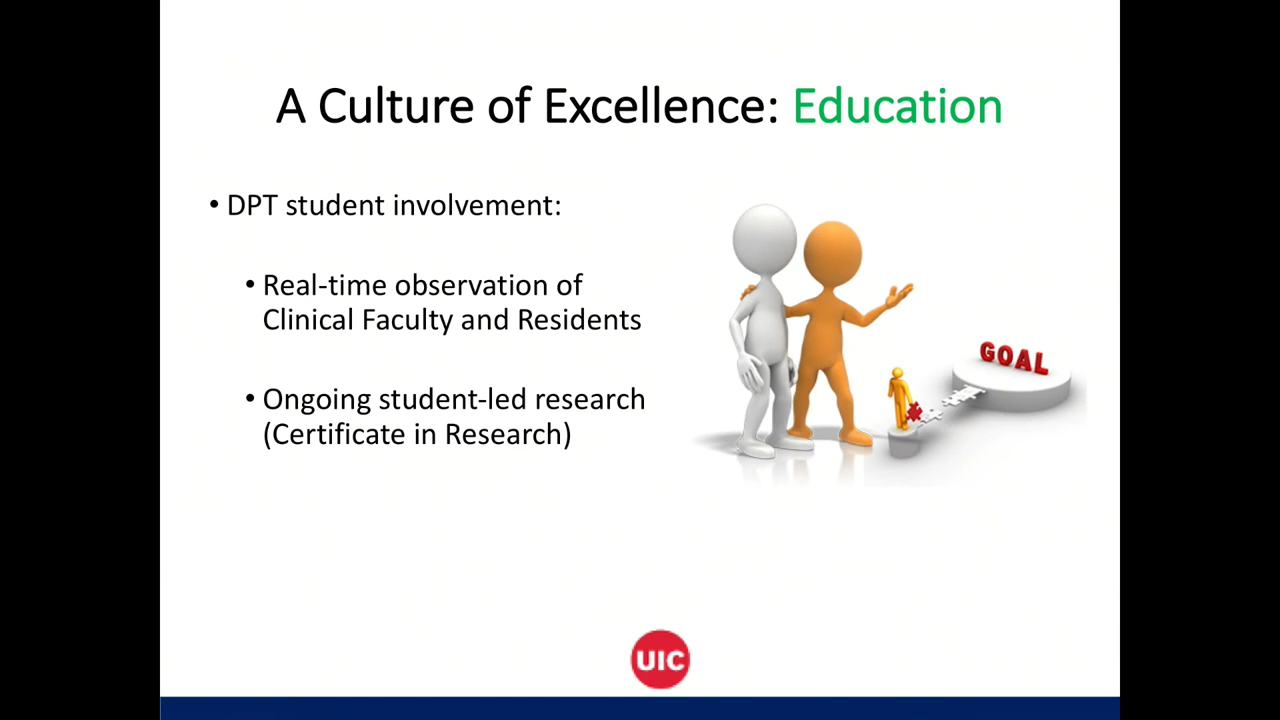 A Culture of Excellence: Education
• DPT student involvement:
• Real-time observation of
Clinical Faculty and Residents
• Ongoing student-led research
(Certificate in Research)
GOAL
UIC